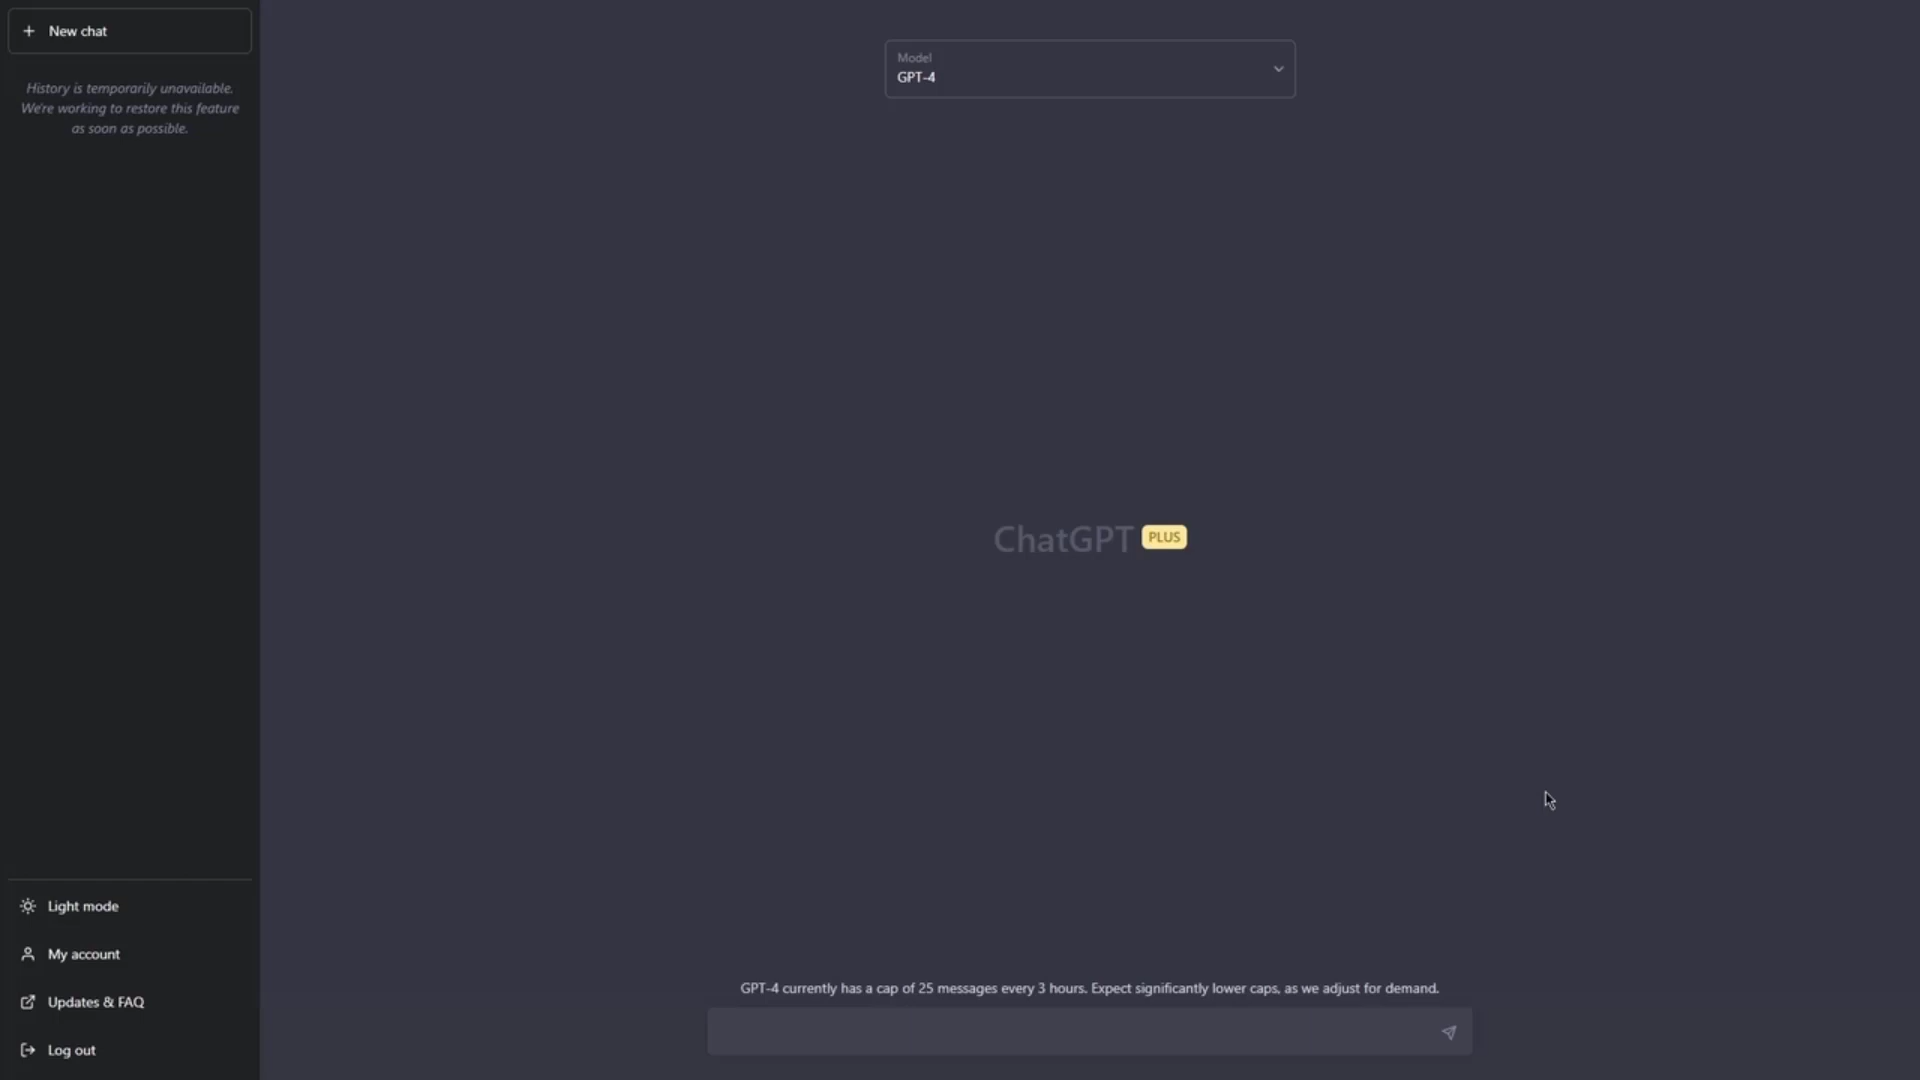 New chat
History is temporarily unavailable.
We're working to restore this feature
as soon as possible.
Model
GPT-4
ChatGPT PLUS
Light mode
My account
Updates & FAQ
Log out
GPT-4 currently has a cap of 25 messages every 3 hours. Expect significantly lower caps, as we adjust for demand.